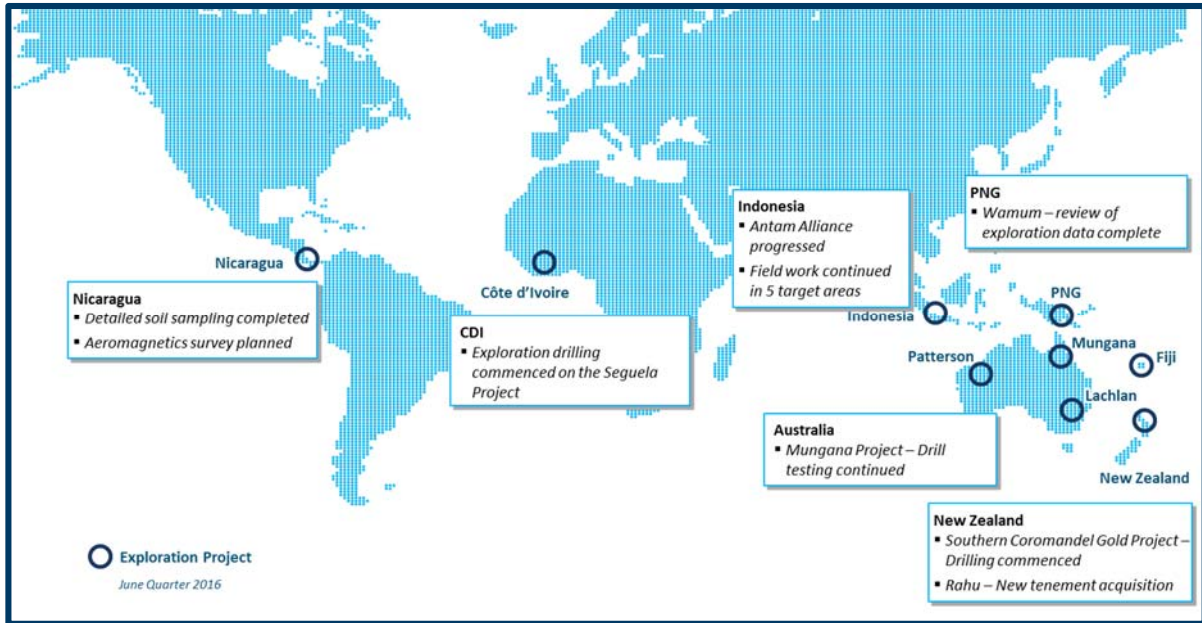 Indonesia
▪ Antam Alliance
progressed
▪ Field work continued
in 5 target areas
PNG
▪ Wamum – review of
exploration data complete
Nicaragua
Nicaragua
▪ Detailed soil sampling completed
▪ Aeromagnetics survey planned
Côte d'Ivoire
CDI
▪ Exploration drilling
commenced on the Seguela
Project
Indonesia
PNG
Mungana
Patterson
Fiji
Lachlan
Australia
▪ Mungana Project – Drill
testing continued
New Zealand
New Zealand
▪ Southern Coromandel Gold Project –
Drilling commenced
▪ Rahu – New tenement acquisition
Exploration Project
June Quarter 2016